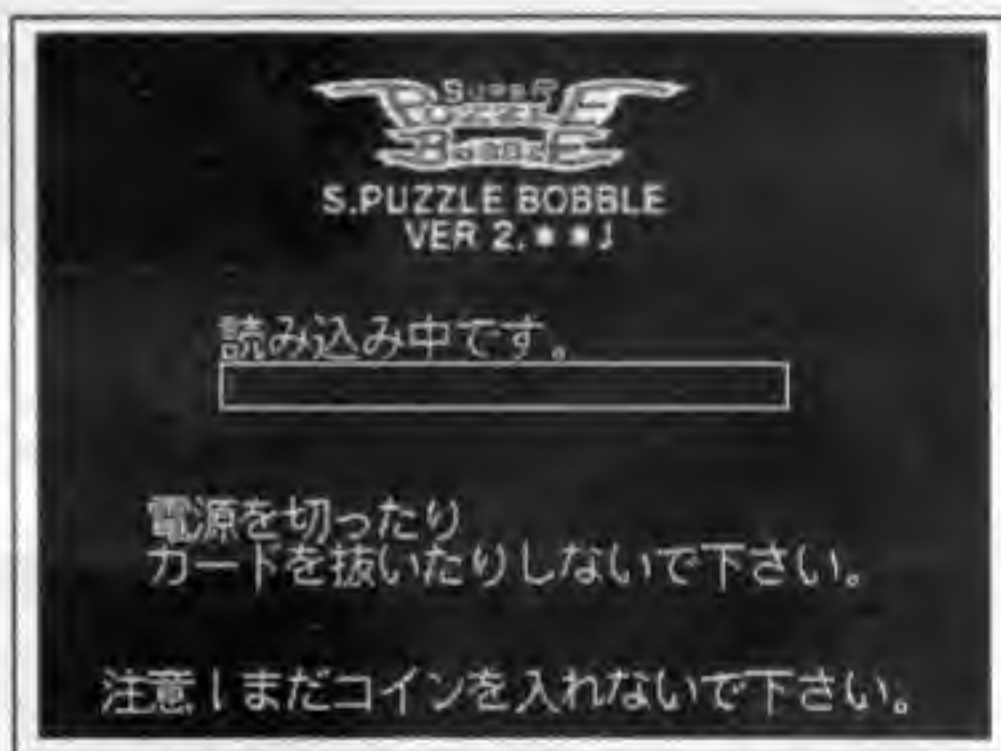 SUPER
PUZZLE
BOBBLE
S.PUZZLE BOBBLE
VER 2.**J
読み込み中です。
電源を切ったり
カードを抜いたりしないで下さい。
注意！まだコインを入れないで下さい。